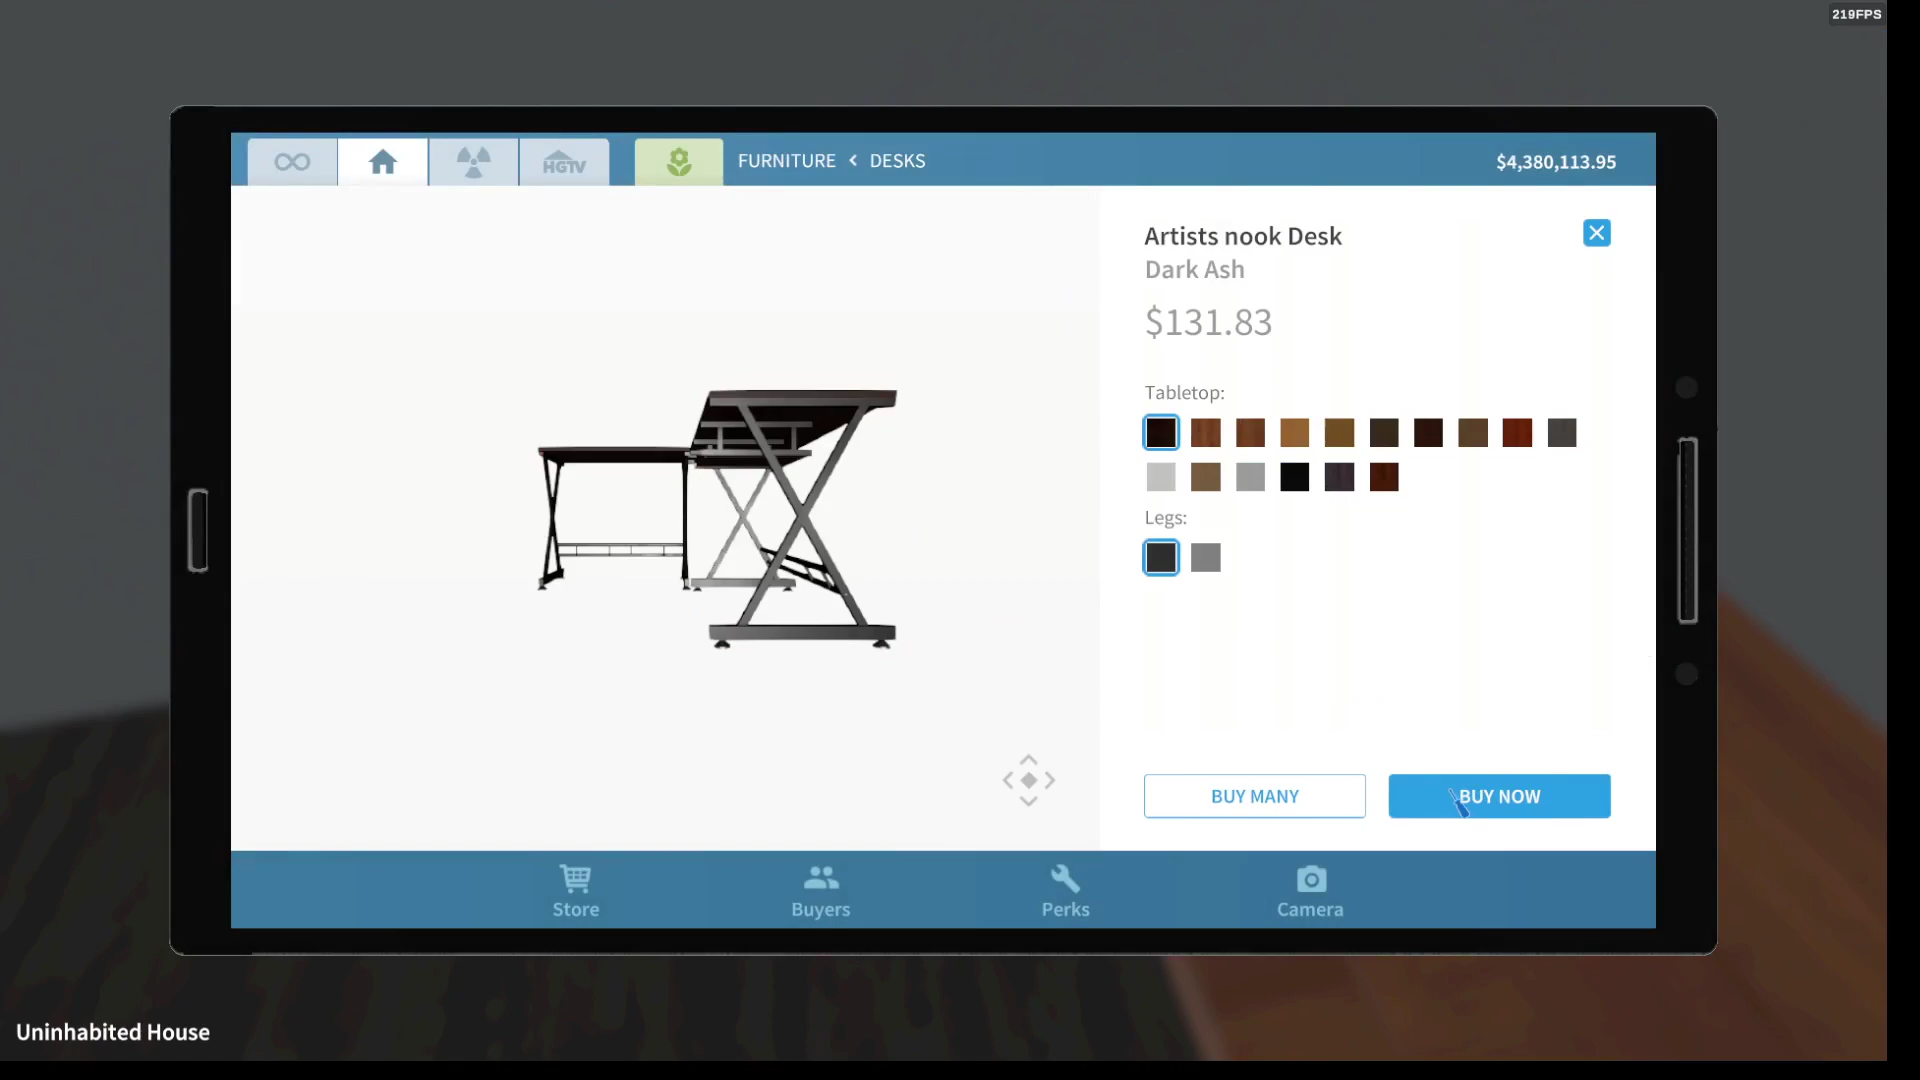 219FPS
HGTV
FURNITURE < DESKS
$4,380,113.95
Artists nook Desk
Dark Ash
$131.83
Tabletop:
Legs:
BUY MANY
BUY NOW
Store
Buyers
Perks
Camera
Uninhabited House